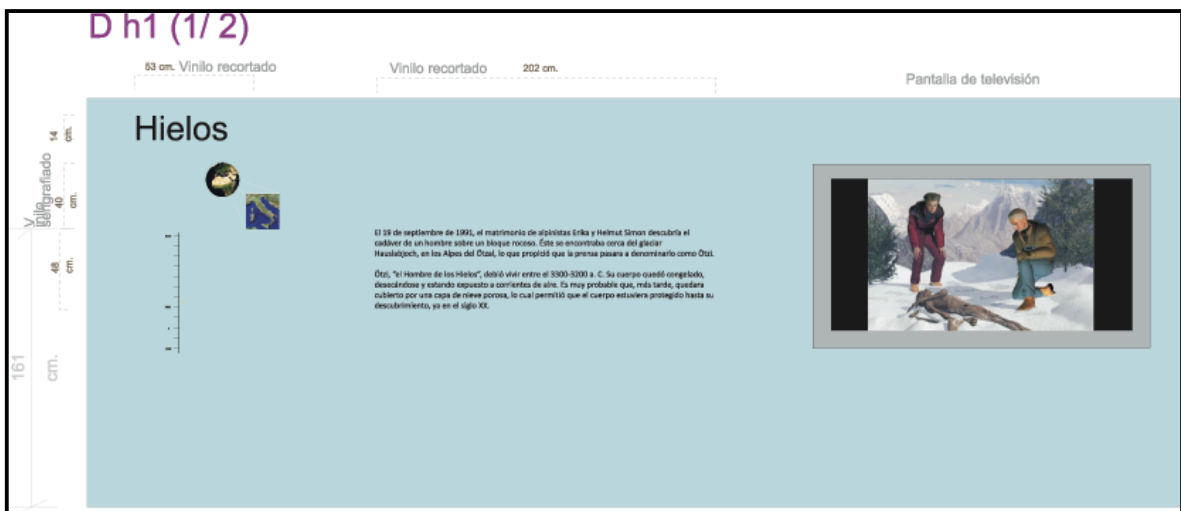 D h1 (1/ 2)
53 cm. Vinilo recortado
Vinilo recortado 202 cm.
Pantalla de televisión
Hielos
14 cm.
Vinilo serigrafiado
40 cm.
48 cm.
161 cm.
El 19 de septiembre de 1991, el matrimonio de alpinistas Erika y Helmut Simon descubría el
cadáver de un hombre sobre un bloque rocoso. Éste se encontraba cerca del glaciar
Hauslabjoch, en los Alpes del Ötzal, lo que propició que la prensa pasara a denominarlo como Ötzi.
Ötzi, "el Hombre de los Hielos", debió vivir entre el 3300-3200 a. C. Su cuerpo quedó congelado,
desecándose y estando expuesto a corrientes de aire. Es muy probable que, más tarde, quedara
cubierto por una capa de nieve porosa, lo cual permitió que el cuerpo estuviera protegido hasta su
descubrimiento, ya en el siglo XX.